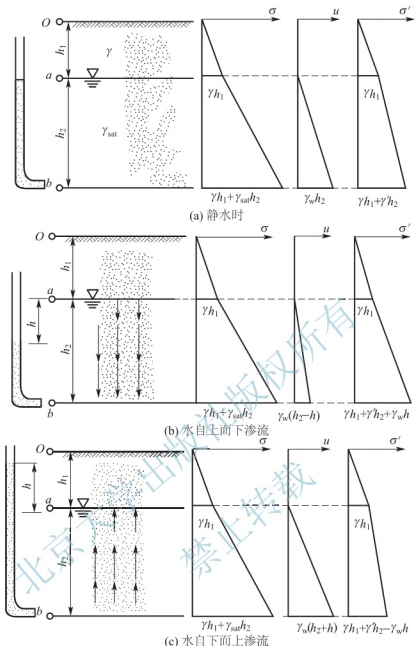 O
σ
u
σ′
h₁
γ
a
γh₁
γh₁
h₂
γsat
b
γh₁+γsath₂
γwh₂
γh₁+γ′h₂
(a) 静水时
O
σ
u
σ′
h₁
a
γh₁
γh₁
h
h₂
b
γh₁+γsath₂
γw(h₂−h)
γh₁+γ′h₂+γwh
(b) 水自上而下渗流
O
σ
u
σ′
h
h₁
a
γh₁
γh₁
h₂
b
γh₁+γsath₂
γw(h₂+h)
γh₁+γ′h₂−γwh
(c) 水自下而上渗流
北京大学出版社版权所有
禁止转载